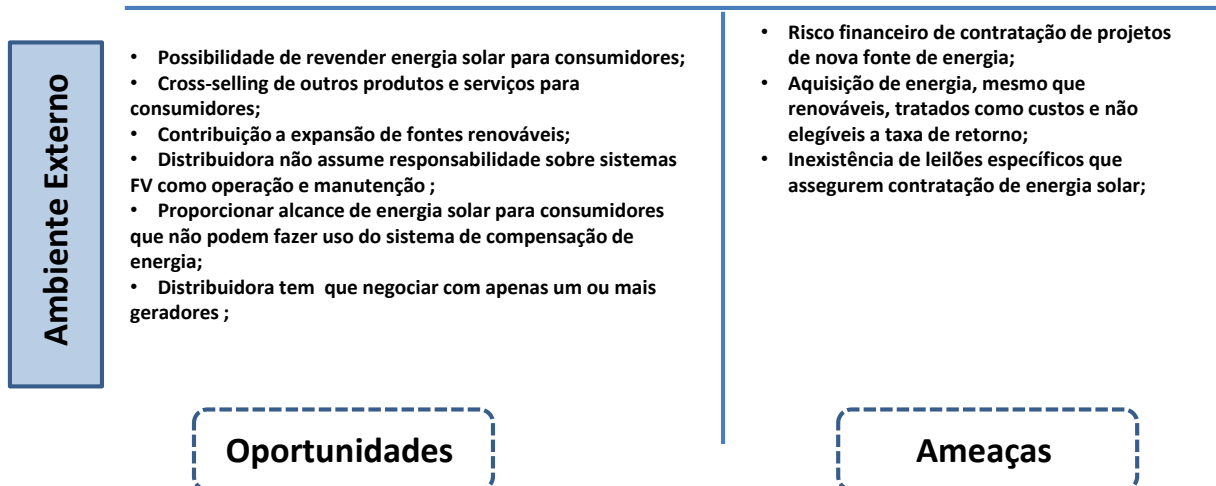 Ambiente Externo
• Possibilidade de revender energia solar para consumidores;
• Cross-selling de outros produtos e serviços para
consumidores;
• Contribuição a expansão de fontes renováveis;
• Distribuidora não assume responsabilidade sobre sistemas
FV como operação e manutenção ;
• Proporcionar alcance de energia solar para consumidores
que não podem fazer uso do sistema de compensação de
energia;
• Distribuidora tem que negociar com apenas um ou mais
geradores ;
Oportunidades
• Risco financeiro de contratação de projetos
de nova fonte de energia;
• Aquisição de energia, mesmo que
renováveis, tratados como custos e não
elegíveis a taxa de retorno;
• Inexistência de leilões específicos que
assegurem contratação de energia solar;
Ameaças